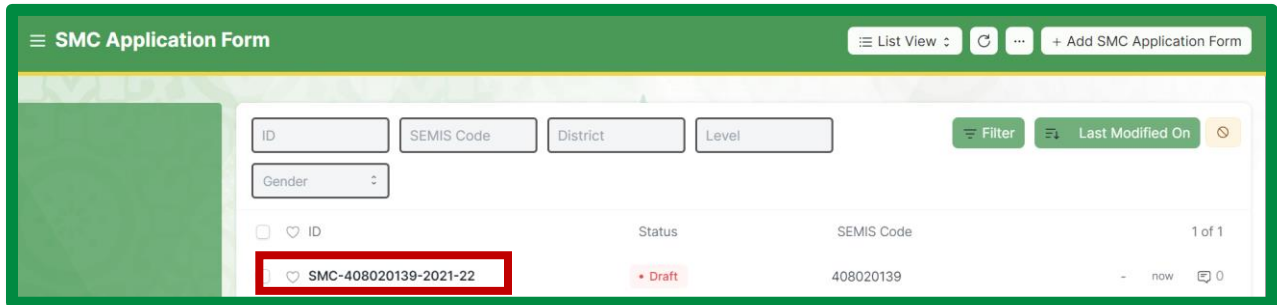 SMC Application Form
List View
...
+ Add SMC Application Form
ID
SEMIS Code
District
Level
Filter
Last Modified On
Gender
ID Status SEMIS Code 1 of 1
SMC-408020139-2021-22 • Draft 408020139 - now 0